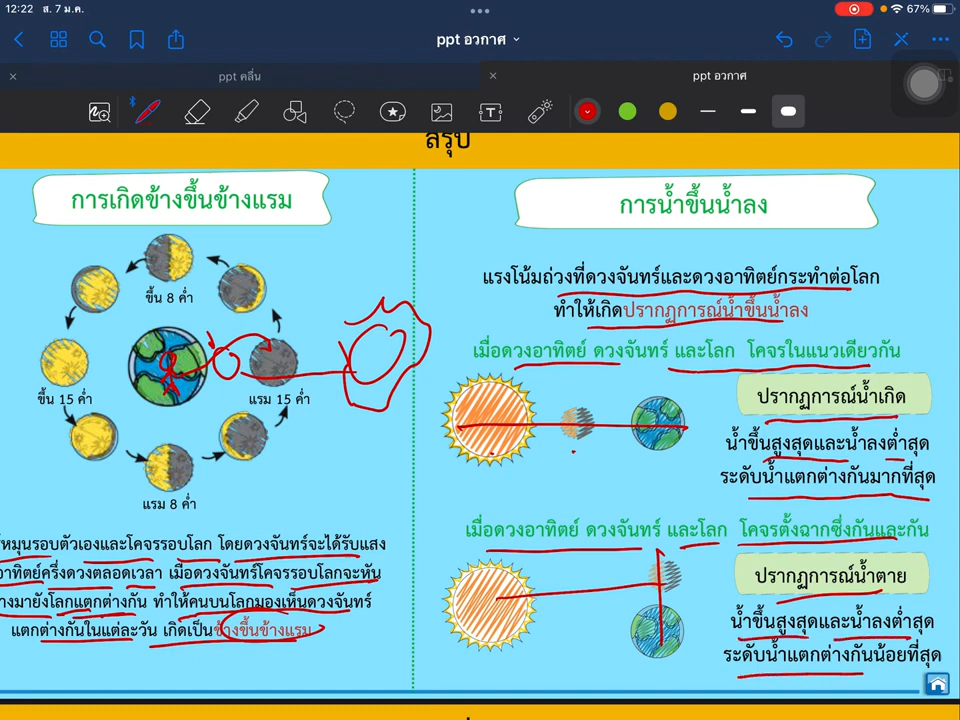 12:22 ส. 7 ม.ค.
67%
ppt อวกาศ
ppt คลื่น
ppt อวกาศ
สรุป
การเกิดข้างขึ้นข้างแรม
ขึ้น 8 ค่ำ
ขึ้น 15 ค่ำ
แรม 15 ค่ำ
แรม 8 ค่ำ
หมุนรอบตัวเองและโคจรรอบโลก โดยดวงจันทร์จะได้รับแสง
อาทิตย์ครึ่งดวงตลอดเวลา เมื่อดวงจันทร์โคจรรอบโลกจะหัน
างมายังโลกแตกต่างกัน ทำให้คนบนโลกมองเห็นดวงจันทร์
แตกต่างกันในแต่ละวัน เกิดเป็นข้างขึ้นข้างแรม
การน้ำขึ้นน้ำลง
แรงโน้มถ่วงที่ดวงจันทร์และดวงอาทิตย์กระทำต่อโลก
ทำให้เกิดปรากฏการณ์น้ำขึ้นน้ำลง
เมื่อดวงอาทิตย์ ดวงจันทร์ และโลก โคจรในแนวเดียวกัน
ปรากฏการณ์น้ำเกิด
น้ำขึ้นสูงสุดและน้ำลงต่ำสุด
ระดับน้ำแตกต่างกันมากที่สุด
เมื่อดวงอาทิตย์ ดวงจันทร์ และโลก โคจรตั้งฉากซึ่งกันและกัน
ปรากฏการณ์น้ำตาย
น้ำขึ้นสูงสุดและน้ำลงต่ำสุด
ระดับน้ำแตกต่างกันน้อยที่สุด